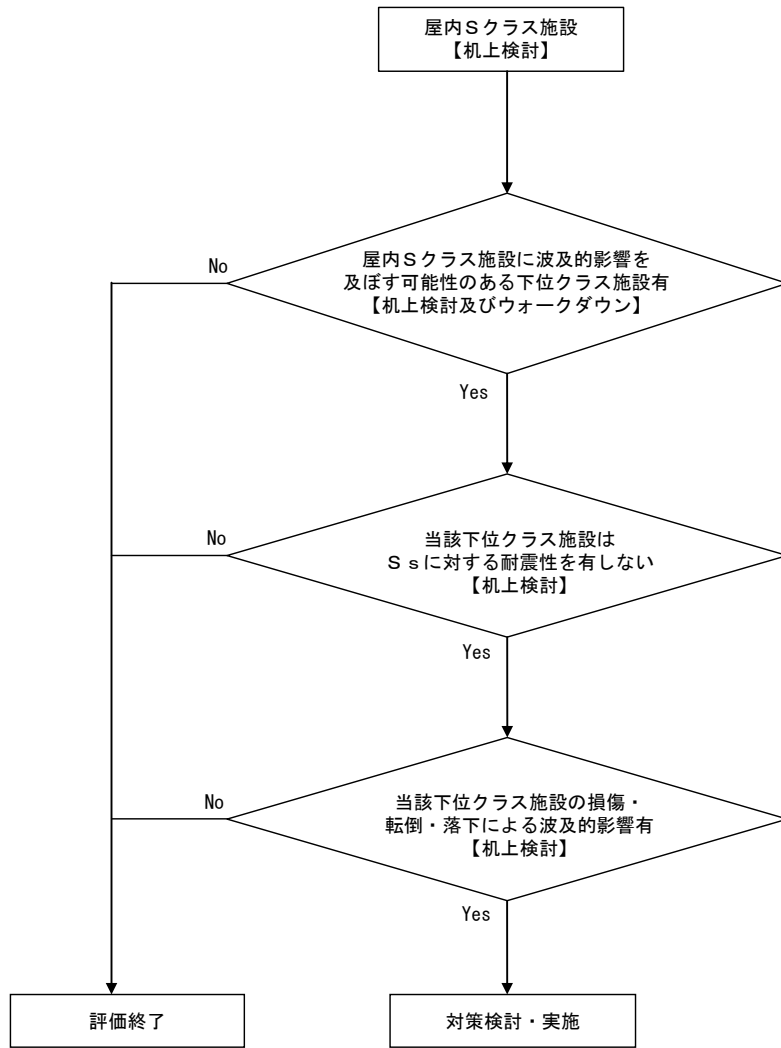 屋内Sクラス施設
【机上検討】
屋内Sクラス施設に波及的影響を
及ぼす可能性のある下位クラス施設有
【机上検討及びウォークダウン】
No
Yes
当該下位クラス施設は
Ssに対する耐震性を有しない
【机上検討】
No
Yes
当該下位クラス施設の損傷・
転倒・落下による波及的影響有
【机上検討】
No
Yes
評価終了
対策検討・実施